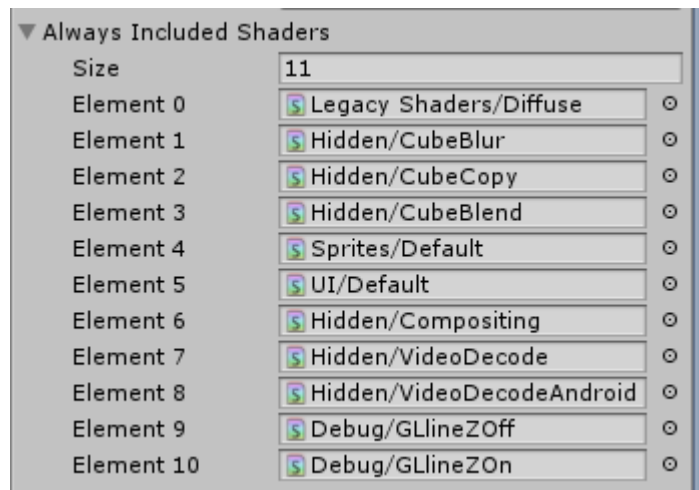 Always Included Shaders
Size 11
Element 0 Legacy Shaders/Diffuse
Element 1 Hidden/CubeBlur
Element 2 Hidden/CubeCopy
Element 3 Hidden/CubeBlend
Element 4 Sprites/Default
Element 5 UI/Default
Element 6 Hidden/Compositing
Element 7 Hidden/VideoDecode
Element 8 Hidden/VideoDecodeAndroid
Element 9 Debug/GLlineZOff
Element 10 Debug/GLlineZOn